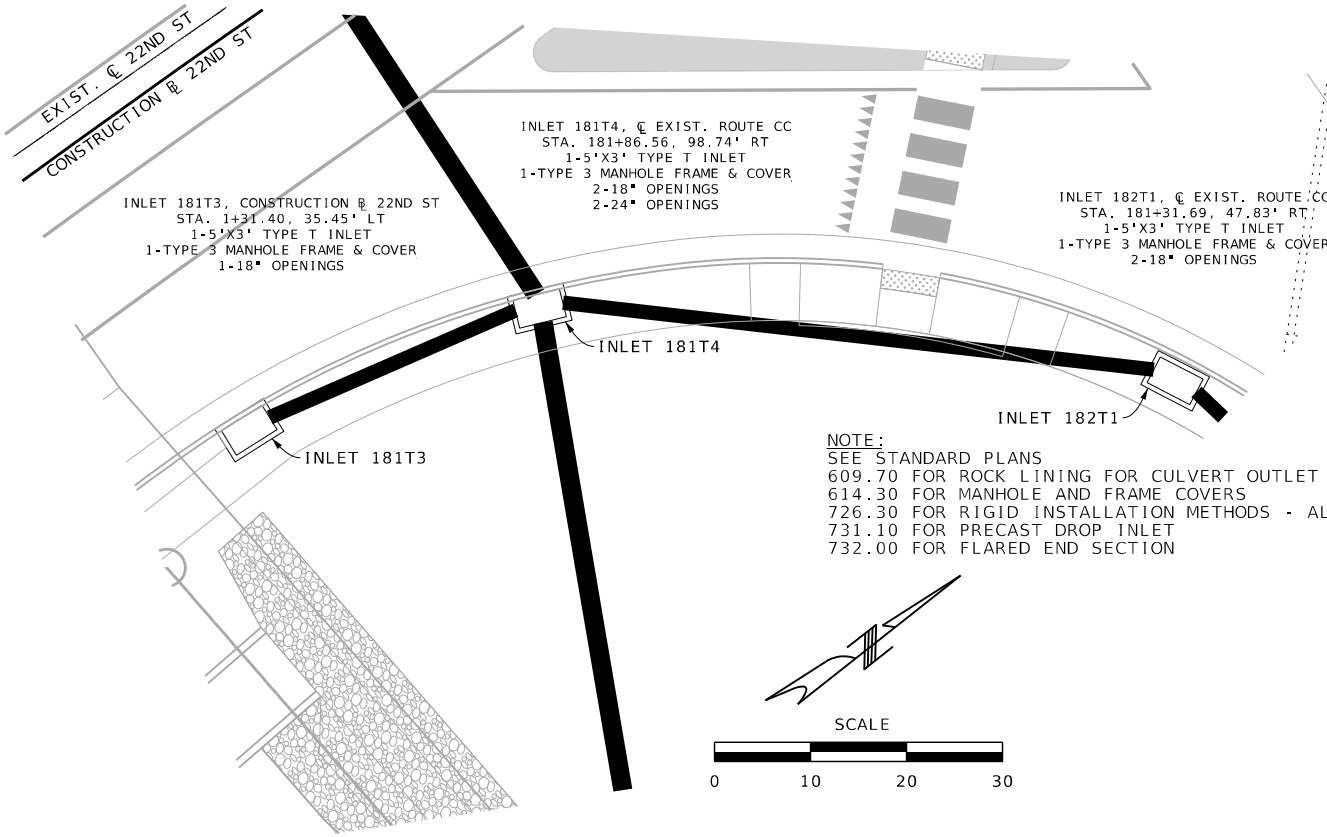 EXIST. ℄ 22ND ST
CONSTRUCTION ⅊ 22ND ST
INLET 181T3, CONSTRUCTION ⅊ 22ND ST
STA. 1+31.40, 35.45' LT
1-5'X3' TYPE T INLET
1-TYPE 3 MANHOLE FRAME & COVER
1-18" OPENINGS
INLET 181T4, ℄ EXIST. ROUTE CC
STA. 181+86.56, 98.74' RT
1-5'X3' TYPE T INLET
1-TYPE 3 MANHOLE FRAME & COVER
2-18" OPENINGS
2-24" OPENINGS
INLET 182T1, ℄ EXIST. ROUTE CC
STA. 181+31.69, 47.83' RT
1-5'X3' TYPE T INLET
1-TYPE 3 MANHOLE FRAME & COVER
2-18" OPENINGS
INLET 181T4
INLET 182T1
INLET 181T3
NOTE:
SEE STANDARD PLANS
609.70 FOR ROCK LINING FOR CULVERT OUTLET
614.30 FOR MANHOLE AND FRAME COVERS
726.30 FOR RIGID INSTALLATION METHODS - AL
731.10 FOR PRECAST DROP INLET
732.00 FOR FLARED END SECTION
SCALE
0 10 20 30